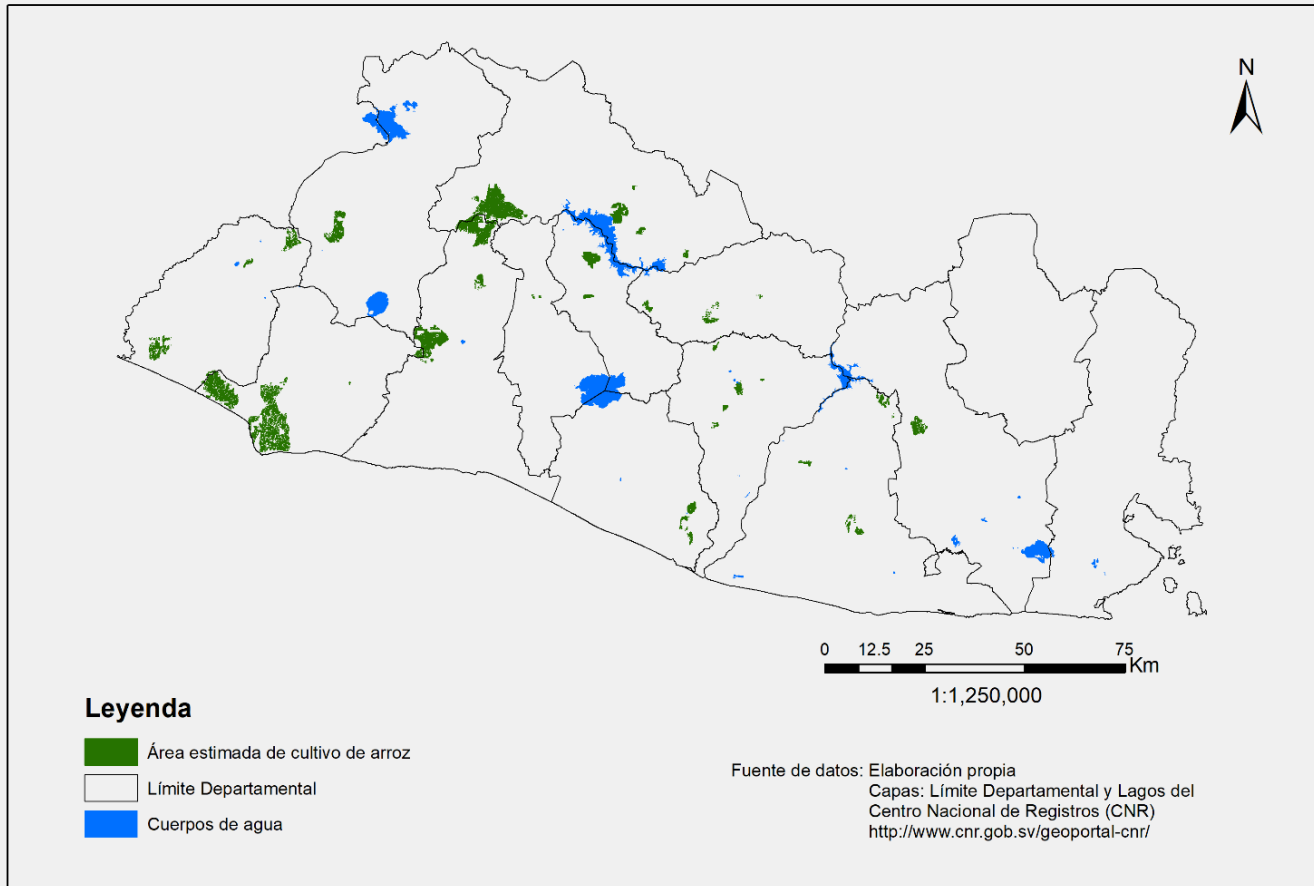 N
0 12.5 25 50 75
Km
1:1,250,000
Leyenda
Área estimada de cultivo de arroz
Límite Departamental
Cuerpos de agua
Fuente de datos: Elaboración propia
Capas: Límite Departamental y Lagos del
Centro Nacional de Registros (CNR)
http://www.cnr.gob.sv/geoportal-cnr/